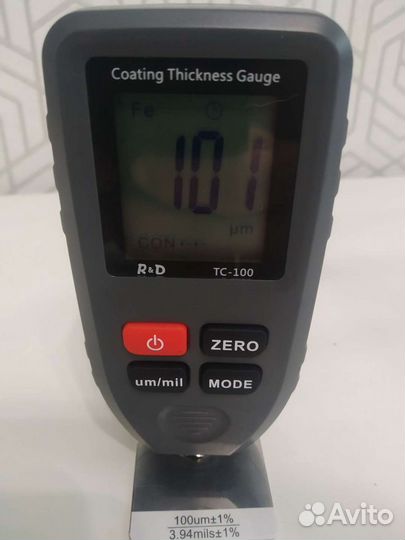 Coating Thickness Gauge
Fe
101
µm
CON
R&D TC-100
ZERO
um/mil MODE
100um±1%
3.94mils±1%
Avito